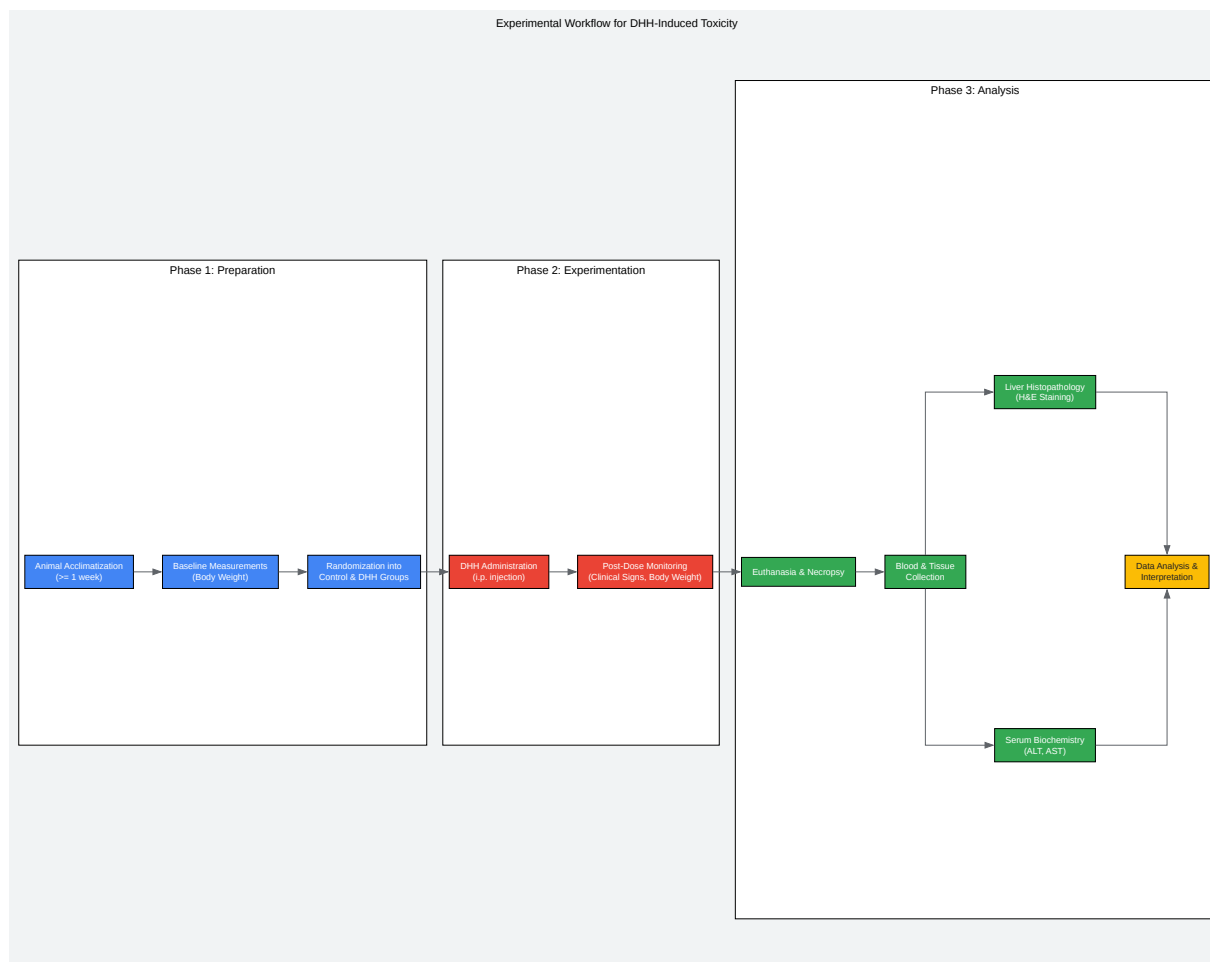 Experimental Workflow for DHH-Induced Toxicity
Phase 1: Preparation
Animal Acclimatization
(>= 1 week)
Baseline Measurements
(Body Weight)
Randomization into
Control & DHH Groups
Phase 2: Experimentation
DHH Administration
(i.p. injection)
Post-Dose Monitoring
(Clinical Signs, Body Weight)
Phase 3: Analysis
Euthanasia & Necropsy
Blood & Tissue
Collection
Liver Histopathology
(H&E Staining)
Serum Biochemistry
(ALT, AST)
Data Analysis &
Interpretation